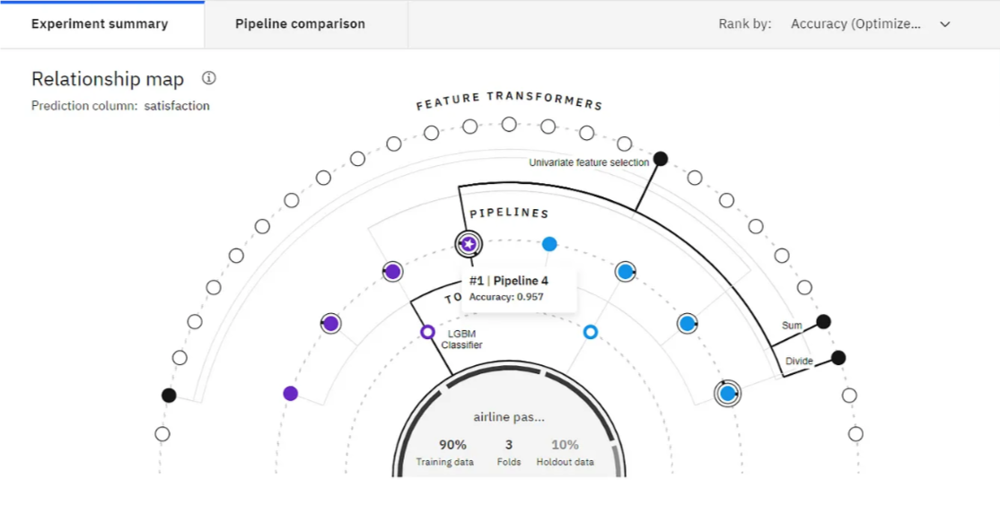 Experiment summary
Pipeline comparison
Rank by: Accuracy (Optimize...
Relationship map
Prediction column: satisfaction
FEATURE TRANSFORMERS
Univariate feature selection
PIPELINES
#1 | Pipeline 4
Accuracy: 0.957
TO
LGBM
Classifier
Sum
Divide
airline pas...
90% 3 10%
Training data Folds Holdout data